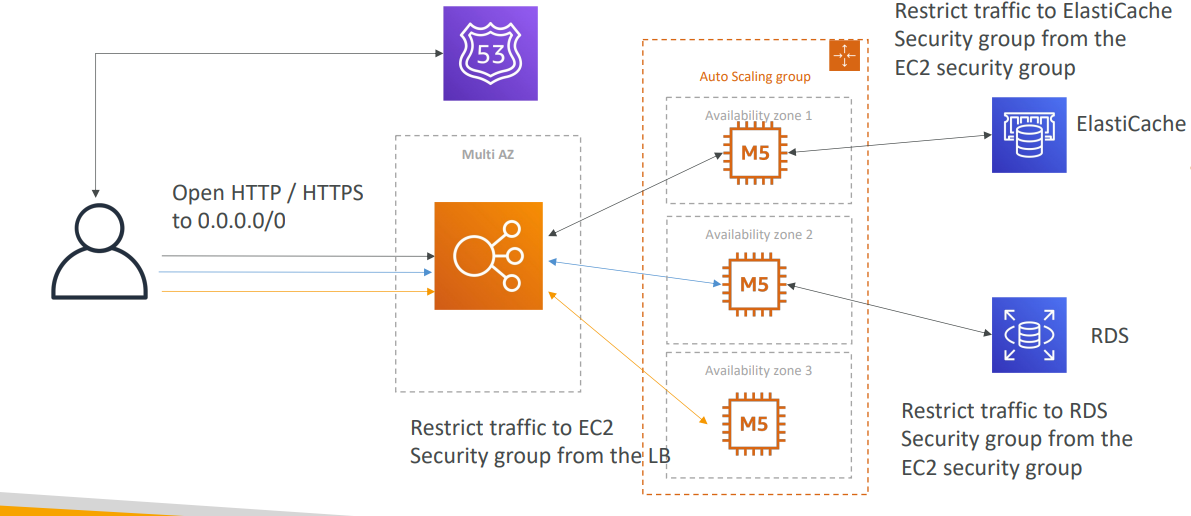 Restrict traffic to ElastiCache
Security group from the
EC2 security group
53
Auto Scaling group
Availability zone 1
M5
ElastiCache
Multi AZ
Open HTTP / HTTPS
to 0.0.0.0/0
Availability zone 2
M5
RDS
Availability zone 3
M5
Restrict traffic to EC2
Security group from the LB
Restrict traffic to RDS
Security group from the
EC2 security group